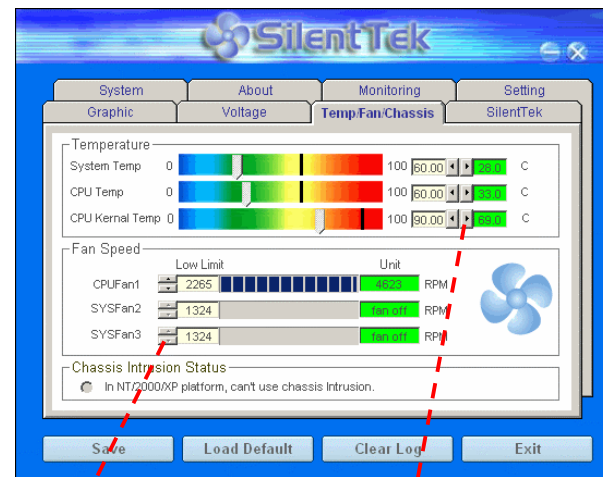 SilentTek
System About Monitoring Setting
Graphic Voltage Temp/Fan/Chassis SilentTek
Temperature
System Temp 0 100 60.00 28.0 C
CPU Temp 0 100 60.00 33.0 C
CPU Kernal Temp 0 100 90.00 69.0 C
Fan Speed
Low Limit Unit
CPUFan1 2265 4623 RPM
SYSFan2 1324 fan off RPM
SYSFan3 1324 fan off RPM
Chassis Intrusion Status
In NT/2000/XP platform, can't use chassis Intrusion.
Save Load Default Clear Log Exit